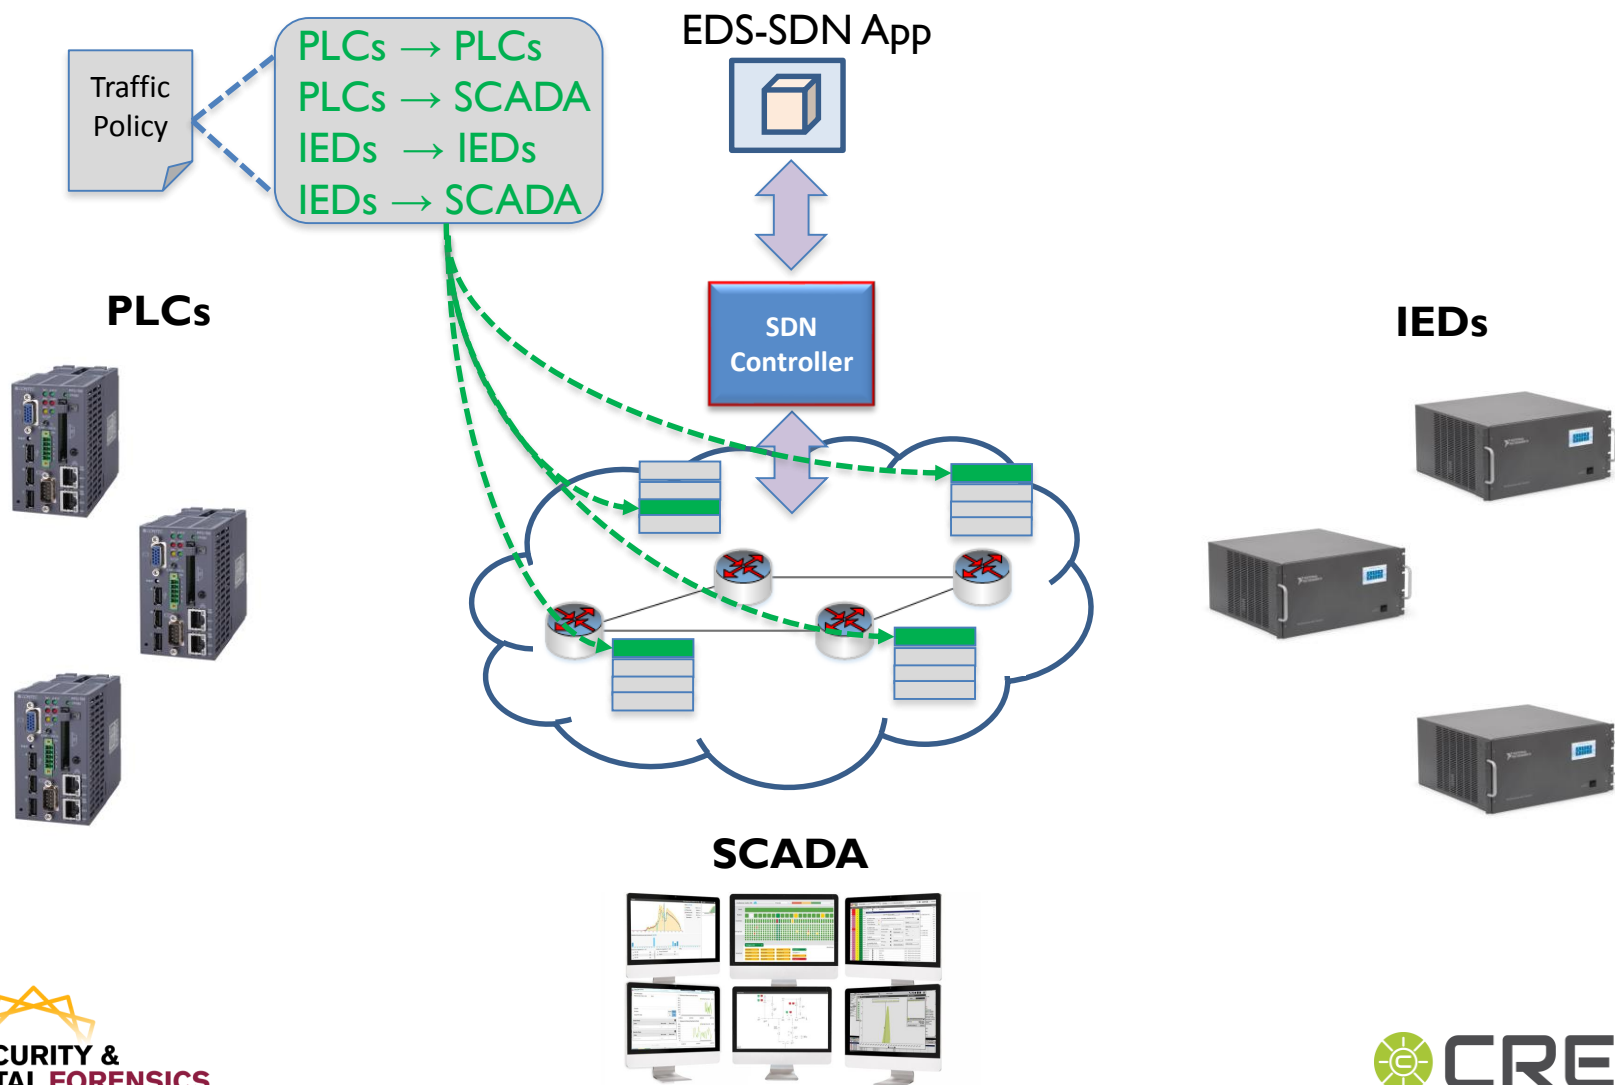 EDS-SDN App
Traffic
Policy
PLCs → PLCs
PLCs → SCADA
IEDs → IEDs
IEDs → SCADA
SDN
Controller
PLCs
IEDs
SCADA
CURITY &
TAL FORENSICS
CRE